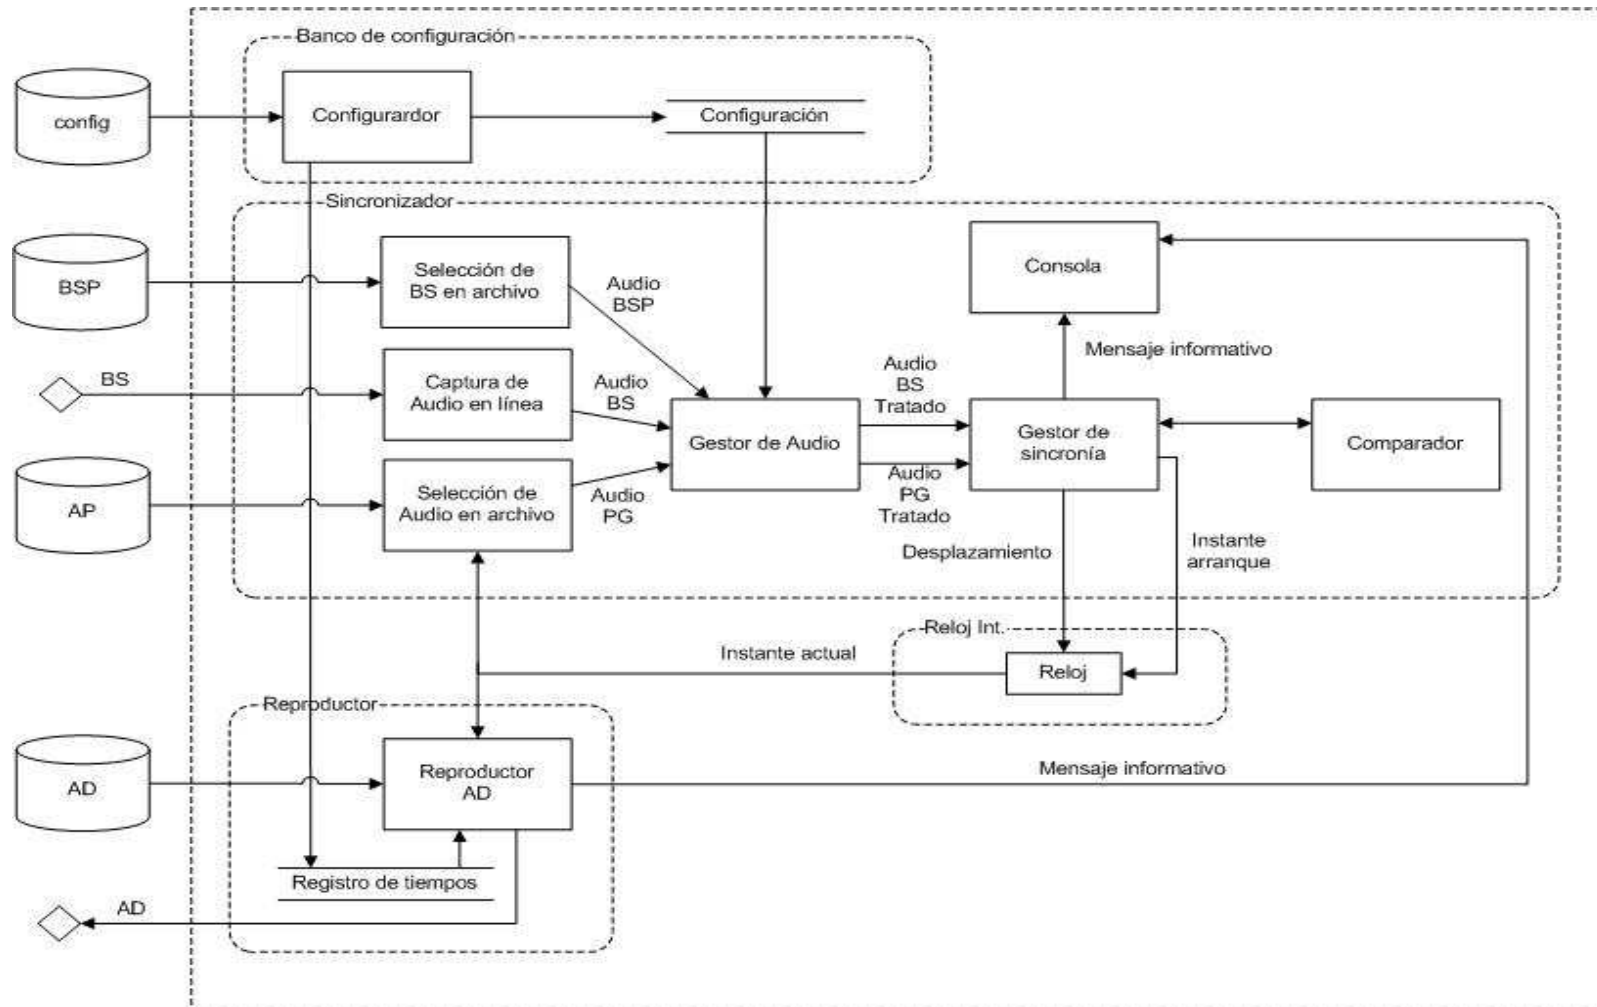 Banco de configuración
config
Configurardor
Configuración
Sincronizador
BSP
Selección de
BS en archivo
Audio
BSP
Consola
Mensaje informativo
BS
Captura de
Audio en línea
Audio
BS
Gestor de Audio
Audio
BS
Tratado
Gestor de
sincronía
Comparador
AP
Selección de
Audio en archivo
Audio
PG
Audio
PG
Tratado
Desplazamiento
Instante
arranque
Reloj Int.
Instante actual
Reloj
Reproductor
AD
Reproductor
AD
Mensaje informativo
Registro de tiempos
AD